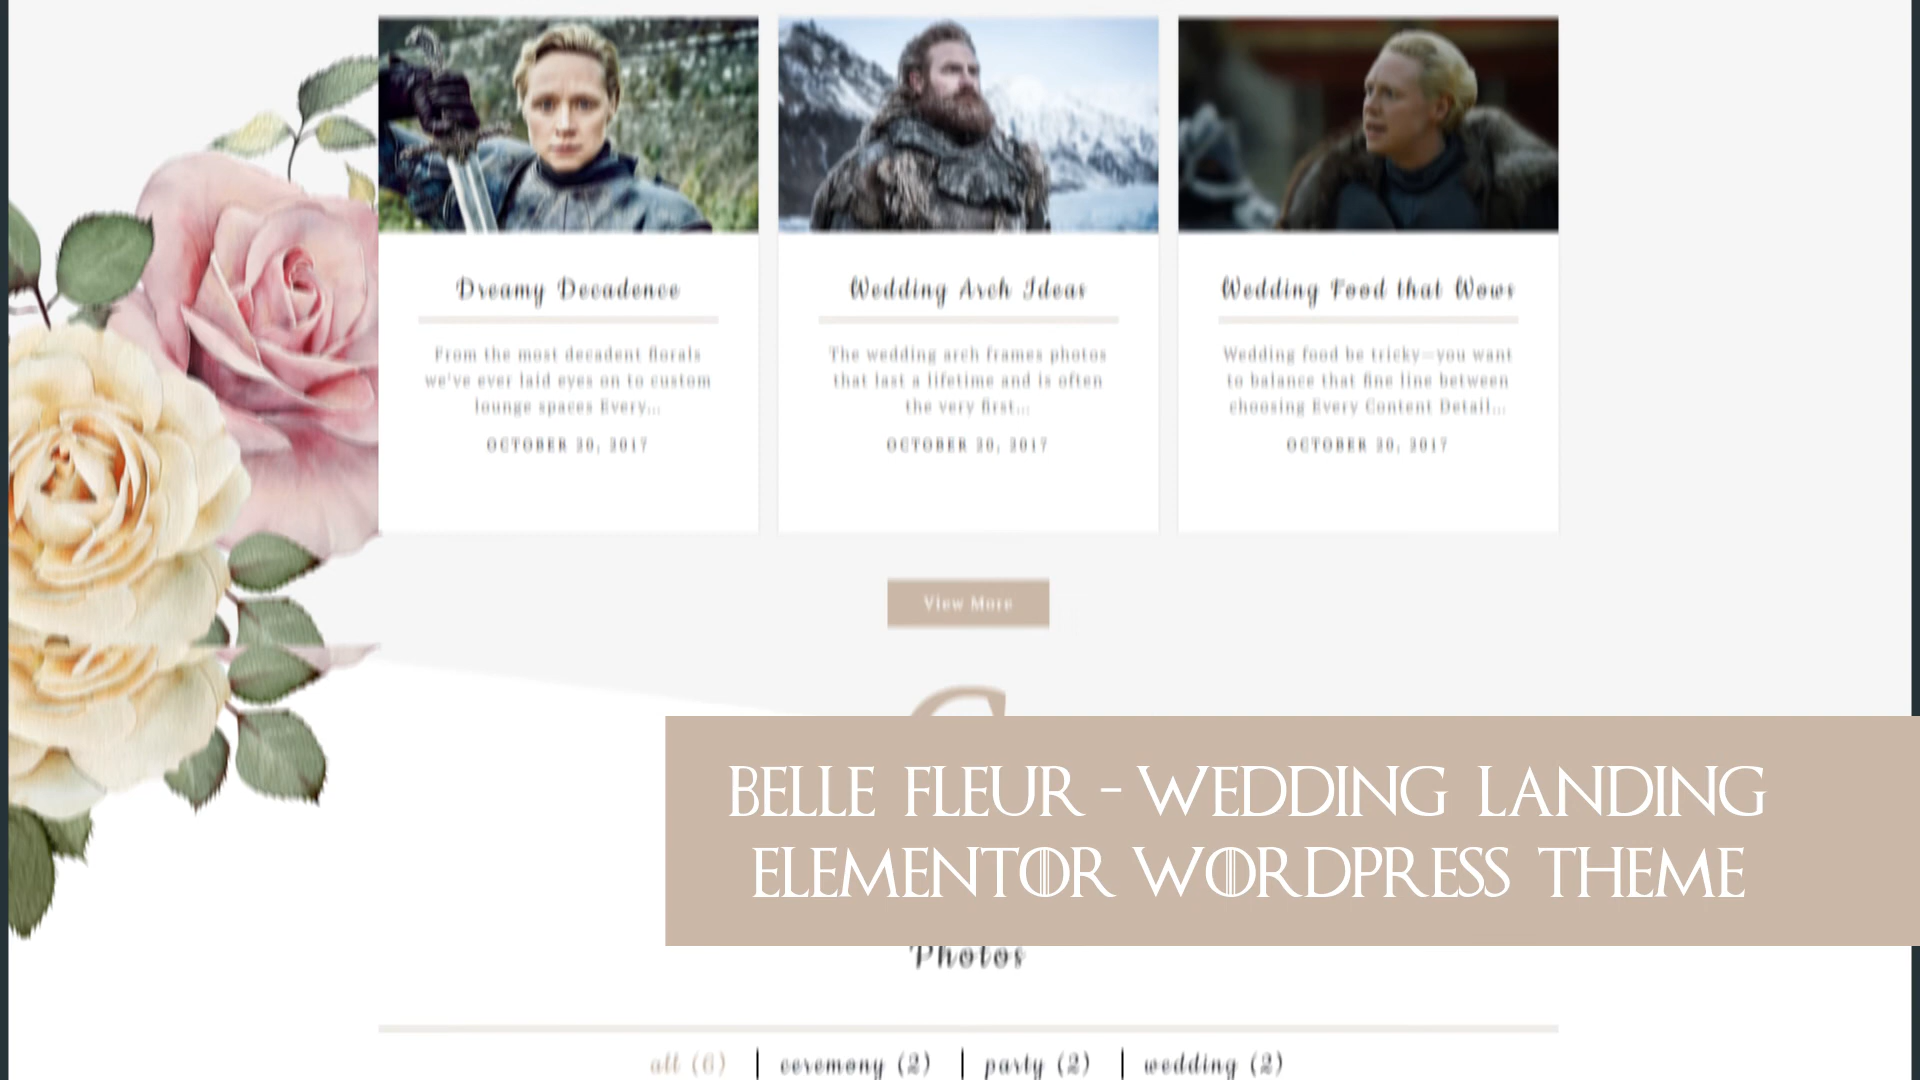 Dreamy Decadence
From the most decadent florals
we've ever laid eyes on to custom
lounge spaces Every...
OCTOBER 20, 2017
Wedding Arch Ideas
The wedding arch frames photos
that last a lifetime and is often
the very first...
OCTOBER 20, 2017
Wedding Food that Wows
Wedding food be tricky—you want
to balance that fine line between
choosing Every Content Detail...
OCTOBER 20, 2017
View More
BELLE FLEUR - WEDDING LANDING
ELEMENTOR WORDPRESS THEME
Photos
all (6) | ceremony (2) | party (2) | wedding (2)